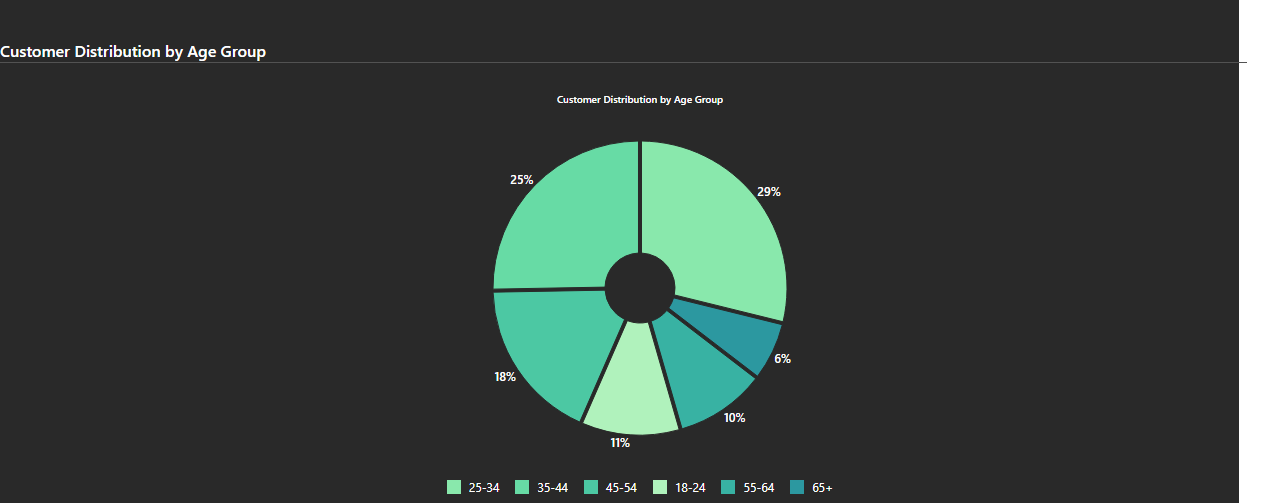 Customer Distribution by Age Group
Customer Distribution by Age Group
25%
29%
6%
18%
10%
11%
25-34 35-44 45-54 18-24 55-64 65+